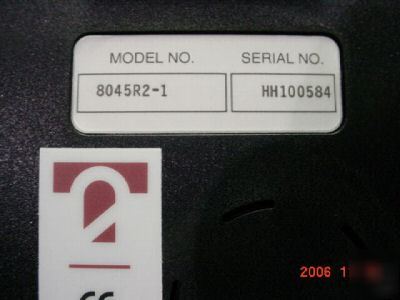 MODEL NO. SERIAL NO.
8045R2-1 HH100584
2006